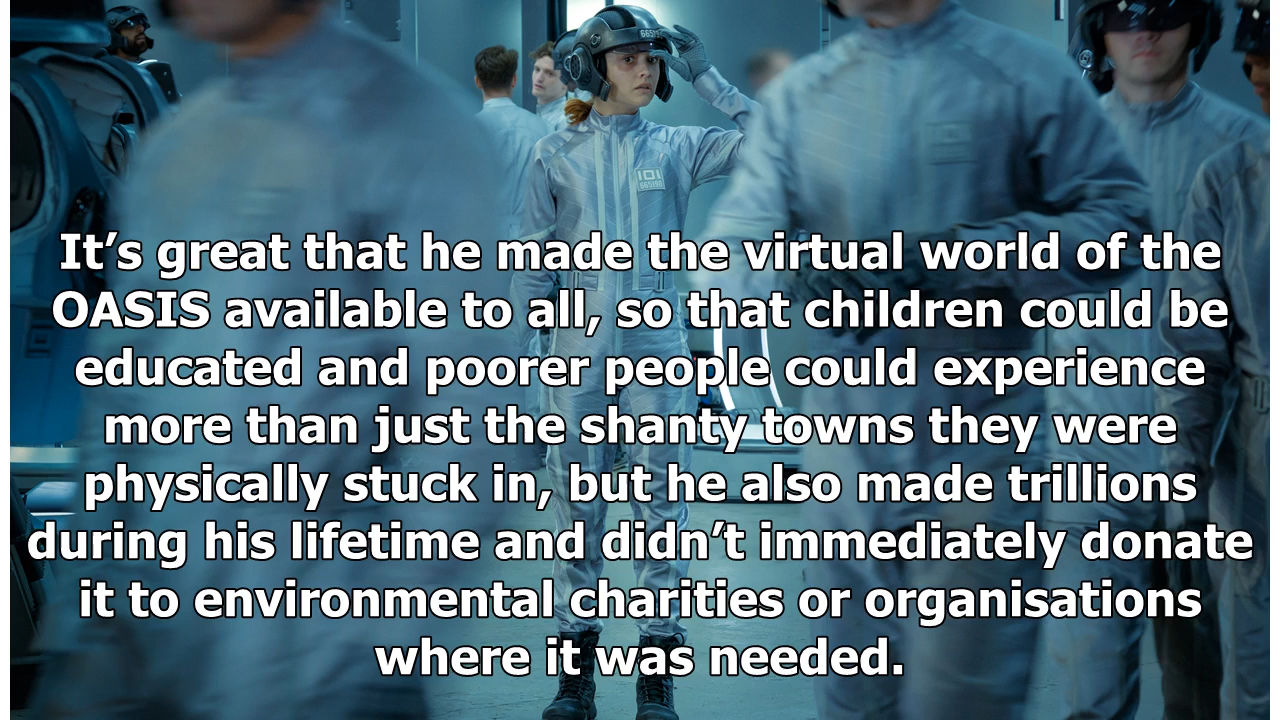 6651
IOI
665198
It’s great that he made the virtual world of the
OASIS available to all, so that children could be
educated and poorer people could experience
more than just the shanty towns they were
physically stuck in, but he also made trillions
during his lifetime and didn’t immediately donate
it to environmental charities or organisations
where it was needed.